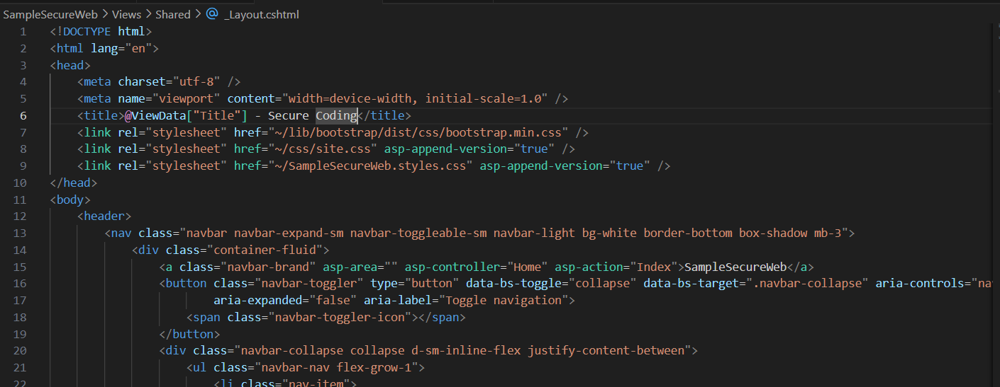 SampleSecureWeb > Views > Shared > @ _Layout.cshtml
1 <!DOCTYPE html>
2 <html lang="en">
3 <head>
4 <meta charset="utf-8" />
5 <meta name="viewport" content="width=device-width, initial-scale=1.0" />
6 <title>@ViewData["Title"] - Secure Coding</title>
7 <link rel="stylesheet" href="~/lib/bootstrap/dist/css/bootstrap.min.css" />
8 <link rel="stylesheet" href="~/css/site.css" asp-append-version="true" />
9 <link rel="stylesheet" href="~/SampleSecureWeb.styles.css" asp-append-version="true" />
10 </head>
11 <body>
12 <header>
13 <nav class="navbar navbar-expand-sm navbar-toggleable-sm navbar-light bg-white border-bottom box-shadow mb-3">
14 <div class="container-fluid">
15 <a class="navbar-brand" asp-area="" asp-controller="Home" asp-action="Index">SampleSecureWeb</a>
16 <button class="navbar-toggler" type="button" data-bs-toggle="collapse" data-bs-target=".navbar-collapse" aria-controls="nav
17 aria-expanded="false" aria-label="Toggle navigation">
18 <span class="navbar-toggler-icon"></span>
19 </button>
20 <div class="navbar-collapse collapse d-sm-inline-flex justify-content-between">
21 <ul class="navbar-nav flex-grow-1">
22 <li class="nav-item">